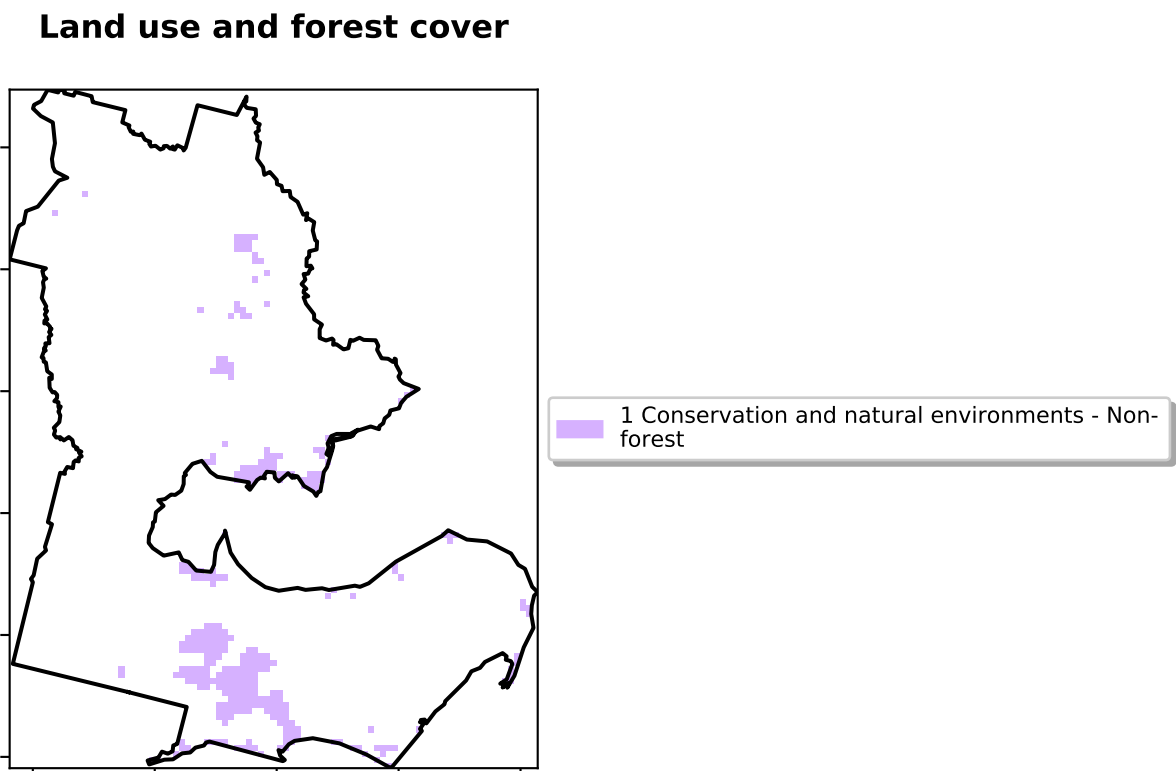 Land use and forest cover
1 Conservation and natural environments - Non-
forest